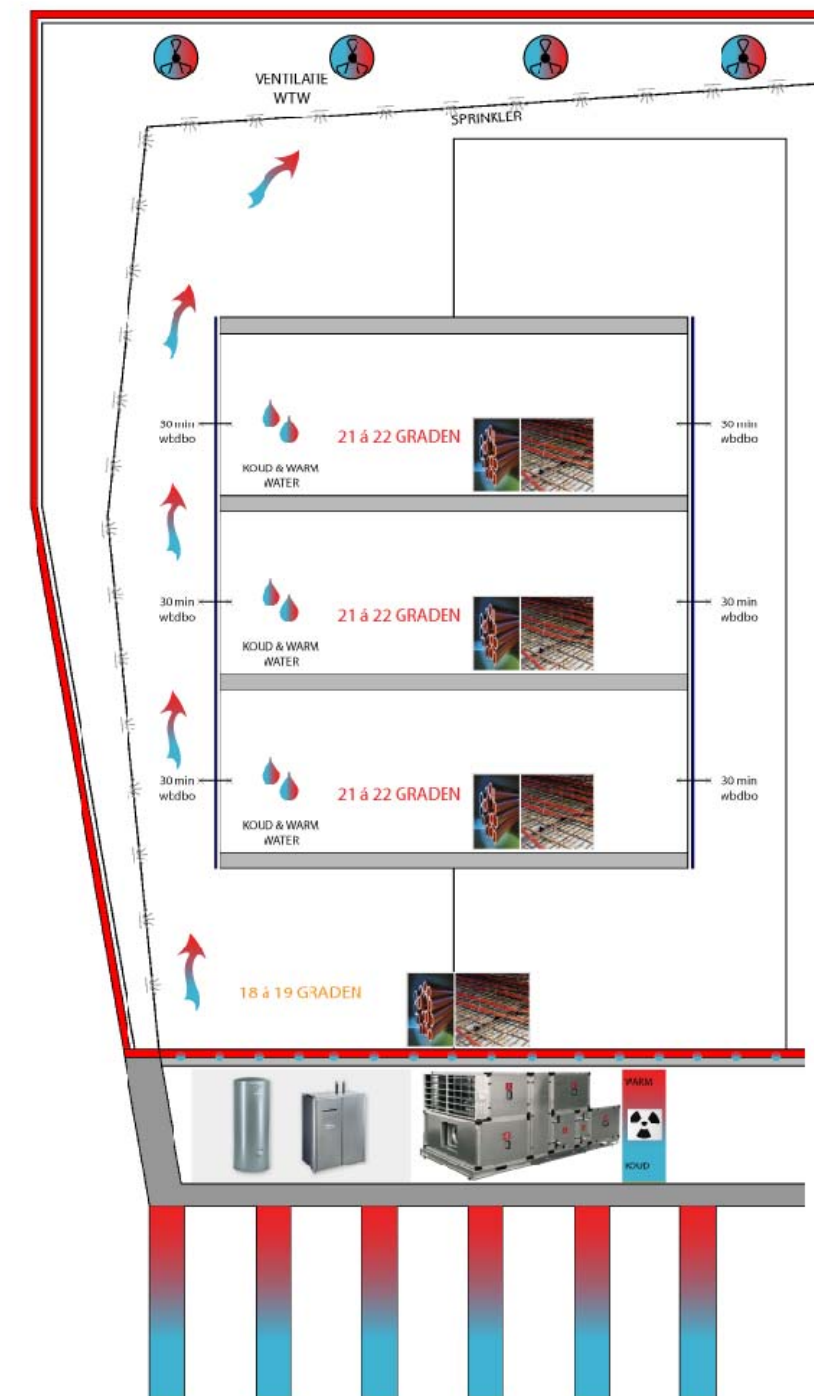 VENTILATIE
WTW
SPRINKLER
30 min
wbdbo
21 á 22 GRADEN
KOUD & WARM
WATER
30 min
wbdbo
30 min
wbdbo
21 á 22 GRADEN
KOUD & WARM
WATER
30 min
wbdbo
30 min
wbdbo
21 á 22 GRADEN
KOUD & WARM
WATER
30 min
wbdbo
18 á 19 GRADEN
WARM
KOUD